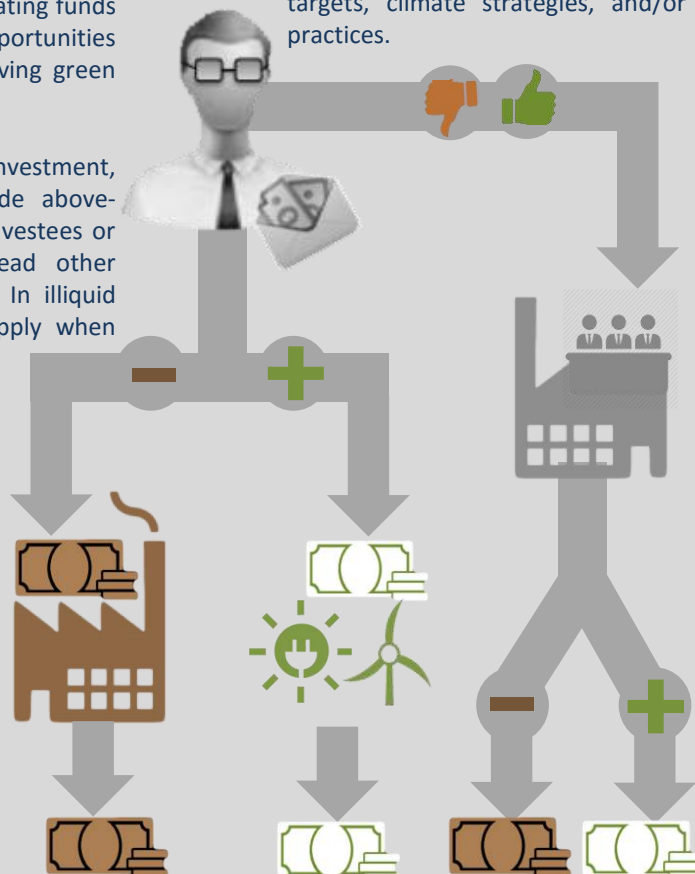 ating funds
portunities
ving green
nvestment,
de above-
vestees or
ead other
In illiquid
pply when
targets, climate strategies, and/or
practices.